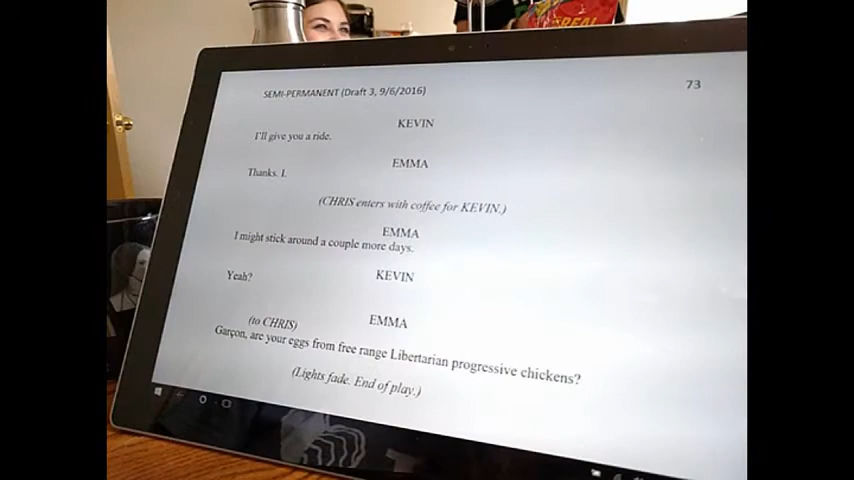 REAL
SEMI-PERMANENT (Draft 3, 9/6/2016) 73
KEVIN
I'll give you a ride.
EMMA
Thanks. I.
(CHRIS enters with coffee for KEVIN.)
EMMA
I might stick around a couple more days.
KEVIN
Yeah?
EMMA
(to CHRIS)
Garçon, are your eggs from free range Libertarian progressive chickens?
(Lights fade. End of play.)